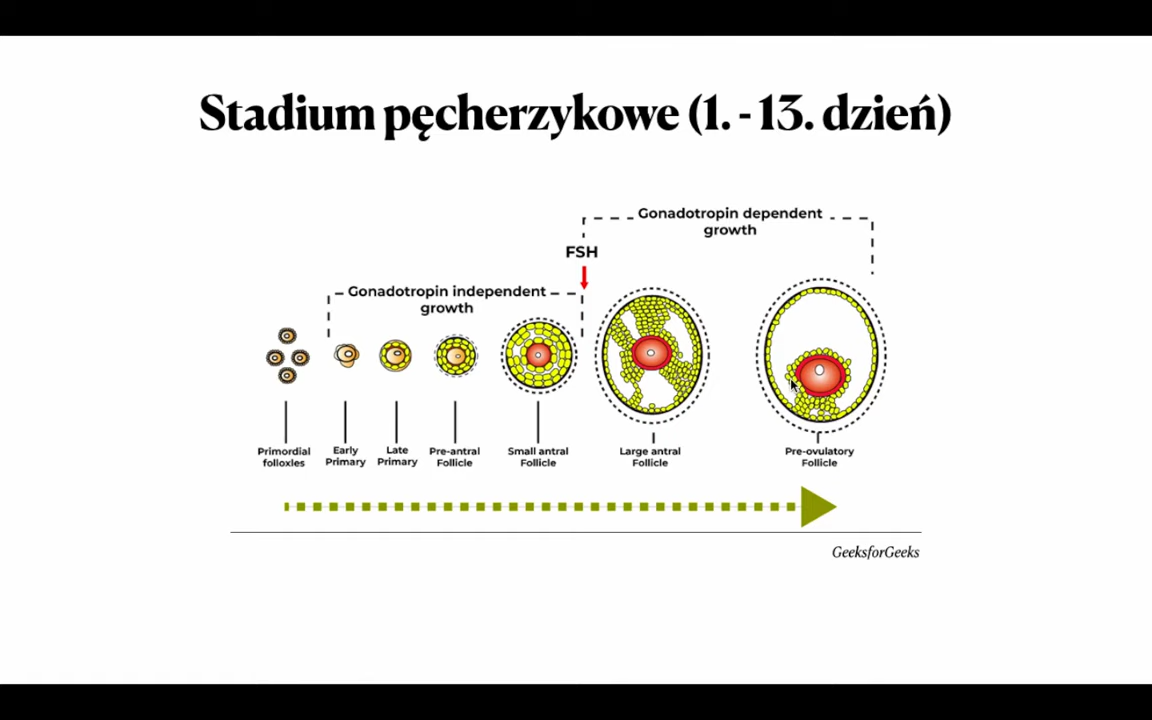 Stadium pęcherzykowe (1. - 13. dzień)
Gonadotropin dependent
growth
FSH
Gonadotropin independent
growth
Primordial
folloxles
Early
Primary
Late
Primary
Pre-antral
Follicle
Small antral
Follicle
Large antral
Follicle
Pre-ovulatory
Follicle
GeeksforGeeks